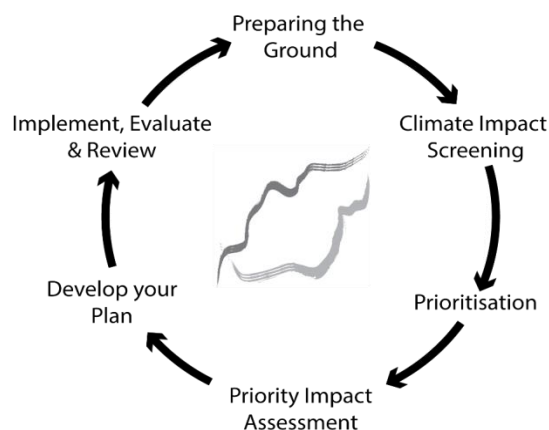 Preparing the
Ground
Climate Impact
Screening
Prioritisation
Priority Impact
Assessment
Develop your
Plan
Implement, Evaluate
& Review